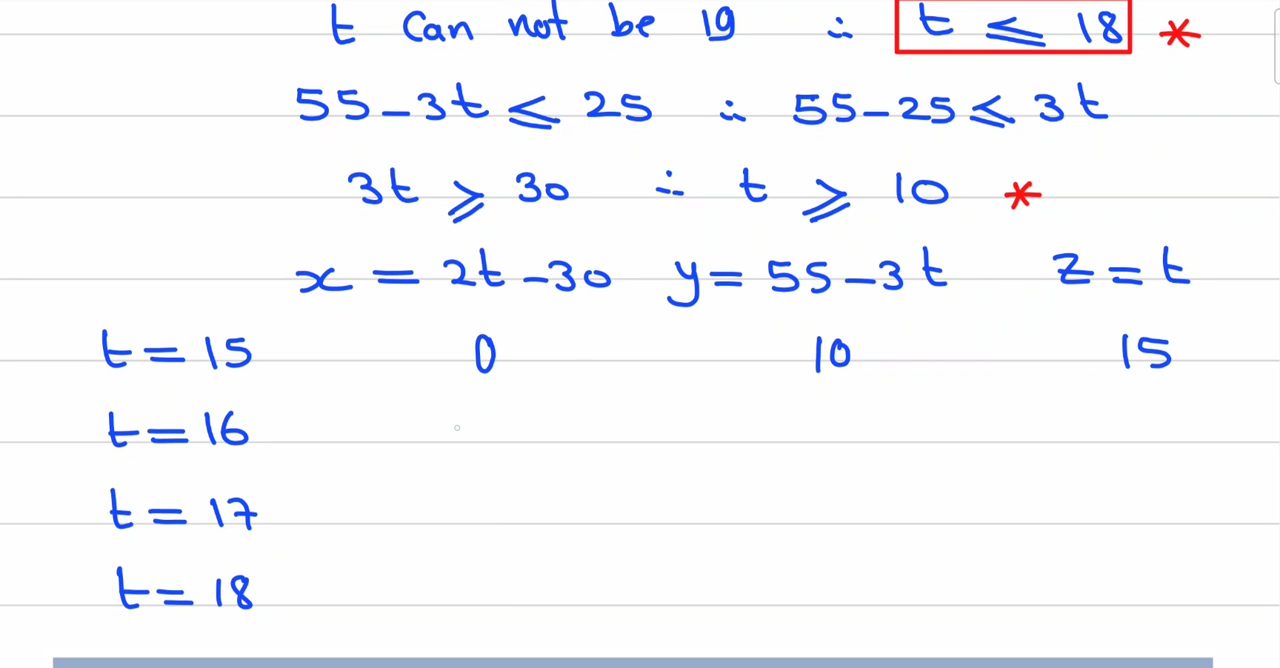 t Can not be 19 ∴ t ⩽ 18 *
55 – 3t ⩽ 25 ∴ 55 – 25 ⩽ 3t
3t ⩾ 30 ∴ t ⩾ 10 *
x = 2t – 30 y = 55 – 3t z = t
t = 15 0 10 15
t = 16
t = 17
t = 18